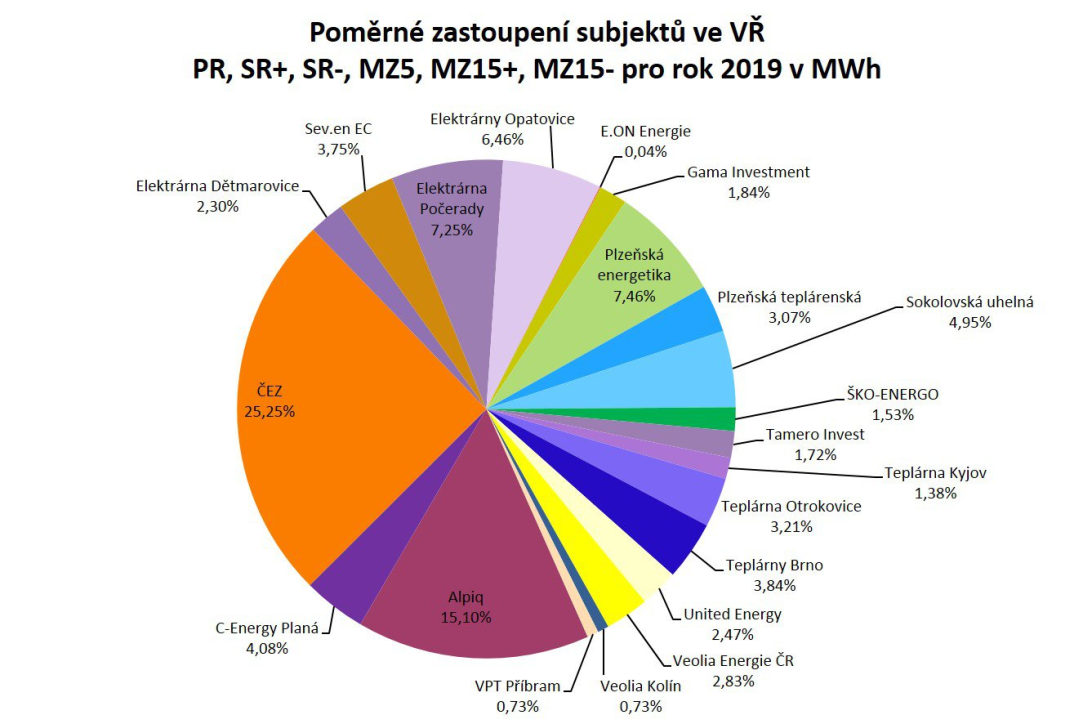 Poměrné zastoupení subjektů ve VŘ
PR, SR+, SR-, MZ5, MZ15+, MZ15- pro rok 2019 v MWh
Elektrárny Opatovice
6,46%
E.ON Energie
0,04%
Gama Investment
1,84%
Plzeňská
energetika
7,46%
Plzeňská teplárenská
3,07%
Sokolovská uhelná
4,95%
ŠKO-ENERGO
1,53%
Tamero Invest
1,72%
Teplárna Kyjov
1,38%
Teplárna Otrokovice
3,21%
Teplárny Brno
3,84%
United Energy
2,47%
Veolia Energie ČR
2,83%
Veolia Kolín
0,73%
VPT Příbram
0,73%
Alpiq
15,10%
C-Energy Planá
4,08%
ČEZ
25,25%
Elektrárna Dětmarovice
2,30%
Sev.en EC
3,75%
Elektrárna
Počerady
7,25%